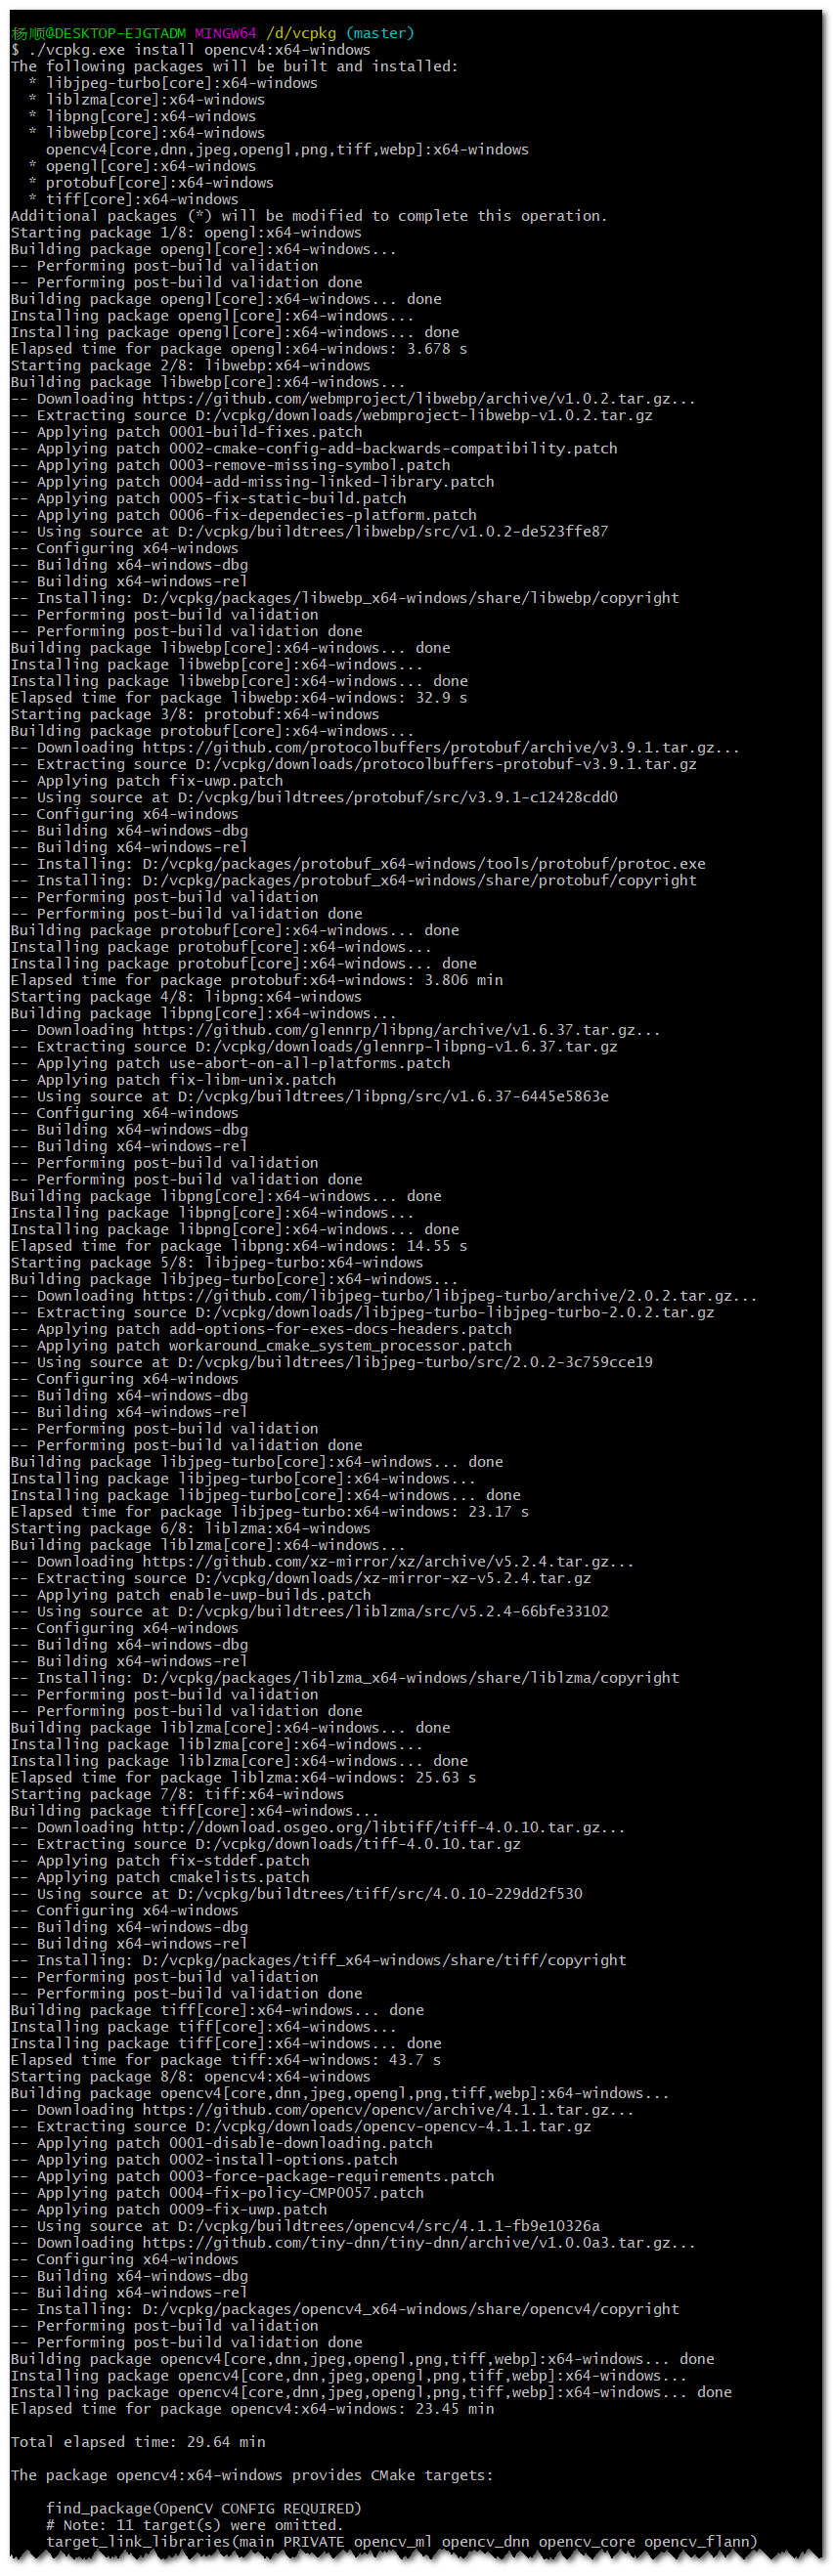 杨顺@DESKTOP-EJGTADM MINGW64 /d/vcpkg (master)
$ ./vcpkg.exe install opencv4:x64-windows
The following packages will be built and installed:
  * libjpeg-turbo[core]:x64-windows
  * liblzma[core]:x64-windows
  * libpng[core]:x64-windows
  * libwebp[core]:x64-windows
    opencv4[core,dnn,jpeg,opengl,png,tiff,webp]:x64-windows
  * opengl[core]:x64-windows
  * protobuf[core]:x64-windows
  * tiff[core]:x64-windows
Additional packages (*) will be modified to complete this operation.
Starting package 1/8: opengl:x64-windows
Building package opengl[core]:x64-windows...
-- Performing post-build validation
-- Performing post-build validation done
Building package opengl[core]:x64-windows... done
Installing package opengl[core]:x64-windows...
Installing package opengl[core]:x64-windows... done
Elapsed time for package opengl:x64-windows: 3.678 s
Starting package 2/8: libwebp:x64-windows
Building package libwebp[core]:x64-windows...
-- Downloading https://github.com/webmproject/libwebp/archive/v1.0.2.tar.gz...
-- Extracting source D:/vcpkg/downloads/webmproject-libwebp-v1.0.2.tar.gz
-- Applying patch 0001-build-fixes.patch
-- Applying patch 0002-cmake-config-add-backwards-compatibility.patch
-- Applying patch 0003-remove-missing-symbol.patch
-- Applying patch 0004-add-missing-linked-library.patch
-- Applying patch 0005-fix-static-build.patch
-- Applying patch 0006-fix-dependecies-platform.patch
-- Using source at D:/vcpkg/buildtrees/libwebp/src/v1.0.2-de523ffe87
-- Configuring x64-windows
-- Building x64-windows-dbg
-- Building x64-windows-rel
-- Installing: D:/vcpkg/packages/libwebp_x64-windows/share/libwebp/copyright
-- Performing post-build validation
-- Performing post-build validation done
Building package libwebp[core]:x64-windows... done
Installing package libwebp[core]:x64-windows...
Installing package libwebp[core]:x64-windows... done
Elapsed time for package libwebp:x64-windows: 32.9 s
Starting package 3/8: protobuf:x64-windows
Building package protobuf[core]:x64-windows...
-- Downloading https://github.com/protocolbuffers/protobuf/archive/v3.9.1.tar.gz...
-- Extracting source D:/vcpkg/downloads/protocolbuffers-protobuf-v3.9.1.tar.gz
-- Applying patch fix-uwp.patch
-- Using source at D:/vcpkg/buildtrees/protobuf/src/v3.9.1-c12428cdd0
-- Configuring x64-windows
-- Building x64-windows-dbg
-- Building x64-windows-rel
-- Installing: D:/vcpkg/packages/protobuf_x64-windows/tools/protobuf/protoc.exe
-- Installing: D:/vcpkg/packages/protobuf_x64-windows/share/protobuf/copyright
-- Performing post-build validation
-- Performing post-build validation done
Building package protobuf[core]:x64-windows... done
Installing package protobuf[core]:x64-windows...
Installing package protobuf[core]:x64-windows... done
Elapsed time for package protobuf:x64-windows: 3.806 min
Starting package 4/8: libpng:x64-windows
Building package libpng[core]:x64-windows...
-- Downloading https://github.com/glennrp/libpng/archive/v1.6.37.tar.gz...
-- Extracting source D:/vcpkg/downloads/glennrp-libpng-v1.6.37.tar.gz
-- Applying patch use-abort-on-all-platforms.patch
-- Applying patch fix-libm-unix.patch
-- Using source at D:/vcpkg/buildtrees/libpng/src/v1.6.37-6445e5863e
-- Configuring x64-windows
-- Building x64-windows-dbg
-- Building x64-windows-rel
-- Performing post-build validation
-- Performing post-build validation done
Building package libpng[core]:x64-windows... done
Installing package libpng[core]:x64-windows...
Installing package libpng[core]:x64-windows... done
Elapsed time for package libpng:x64-windows: 14.55 s
Starting package 5/8: libjpeg-turbo:x64-windows
Building package libjpeg-turbo[core]:x64-windows...
-- Downloading https://github.com/libjpeg-turbo/libjpeg-turbo/archive/2.0.2.tar.gz...
-- Extracting source D:/vcpkg/downloads/libjpeg-turbo-libjpeg-turbo-2.0.2.tar.gz
-- Applying patch add-options-for-exes-docs-headers.patch
-- Applying patch workaround_cmake_system_processor.patch
-- Using source at D:/vcpkg/buildtrees/libjpeg-turbo/src/2.0.2-3c759cce19
-- Configuring x64-windows
-- Building x64-windows-dbg
-- Building x64-windows-rel
-- Performing post-build validation
-- Performing post-build validation done
Building package libjpeg-turbo[core]:x64-windows... done
Installing package libjpeg-turbo[core]:x64-windows...
Installing package libjpeg-turbo[core]:x64-windows... done
Elapsed time for package libjpeg-turbo:x64-windows: 23.17 s
Starting package 6/8: liblzma:x64-windows
Building package liblzma[core]:x64-windows...
-- Downloading https://github.com/xz-mirror/xz/archive/v5.2.4.tar.gz...
-- Extracting source D:/vcpkg/downloads/xz-mirror-xz-v5.2.4.tar.gz
-- Applying patch enable-uwp-builds.patch
-- Using source at D:/vcpkg/buildtrees/liblzma/src/v5.2.4-66bfe33102
-- Configuring x64-windows
-- Building x64-windows-dbg
-- Building x64-windows-rel
-- Installing: D:/vcpkg/packages/liblzma_x64-windows/share/liblzma/copyright
-- Performing post-build validation
-- Performing post-build validation done
Building package liblzma[core]:x64-windows... done
Installing package liblzma[core]:x64-windows...
Installing package liblzma[core]:x64-windows... done
Elapsed time for package liblzma:x64-windows: 25.63 s
Starting package 7/8: tiff:x64-windows
Building package tiff[core]:x64-windows...
-- Downloading http://download.osgeo.org/libtiff/tiff-4.0.10.tar.gz...
-- Extracting source D:/vcpkg/downloads/tiff-4.0.10.tar.gz
-- Applying patch fix-stddef.patch
-- Applying patch cmakelists.patch
-- Using source at D:/vcpkg/buildtrees/tiff/src/4.0.10-229dd2f530
-- Configuring x64-windows
-- Building x64-windows-dbg
-- Building x64-windows-rel
-- Installing: D:/vcpkg/packages/tiff_x64-windows/share/tiff/copyright
-- Performing post-build validation
-- Performing post-build validation done
Building package tiff[core]:x64-windows... done
Installing package tiff[core]:x64-windows...
Installing package tiff[core]:x64-windows... done
Elapsed time for package tiff:x64-windows: 43.7 s
Starting package 8/8: opencv4:x64-windows
Building package opencv4[core,dnn,jpeg,opengl,png,tiff,webp]:x64-windows...
-- Downloading https://github.com/opencv/opencv/archive/4.1.1.tar.gz...
-- Extracting source D:/vcpkg/downloads/opencv-opencv-4.1.1.tar.gz
-- Applying patch 0001-disable-downloading.patch
-- Applying patch 0002-install-options.patch
-- Applying patch 0003-force-package-requirements.patch
-- Applying patch 0004-fix-policy-CMP0057.patch
-- Applying patch 0009-fix-uwp.patch
-- Using source at D:/vcpkg/buildtrees/opencv4/src/4.1.1-fb9e10326a
-- Downloading https://github.com/tiny-dnn/tiny-dnn/archive/v1.0.0a3.tar.gz...
-- Configuring x64-windows
-- Building x64-windows-dbg
-- Building x64-windows-rel
-- Installing: D:/vcpkg/packages/opencv4_x64-windows/share/opencv4/copyright
-- Performing post-build validation
-- Performing post-build validation done
Building package opencv4[core,dnn,jpeg,opengl,png,tiff,webp]:x64-windows... done
Installing package opencv4[core,dnn,jpeg,opengl,png,tiff,webp]:x64-windows...
Installing package opencv4[core,dnn,jpeg,opengl,png,tiff,webp]:x64-windows... done
Elapsed time for package opencv4:x64-windows: 23.45 min

Total elapsed time: 29.64 min

The package opencv4:x64-windows provides CMake targets:

    find_package(OpenCV CONFIG REQUIRED)
    # Note: 11 target(s) were omitted.
    target_link_libraries(main PRIVATE opencv_ml opencv_dnn opencv_core opencv_flann)